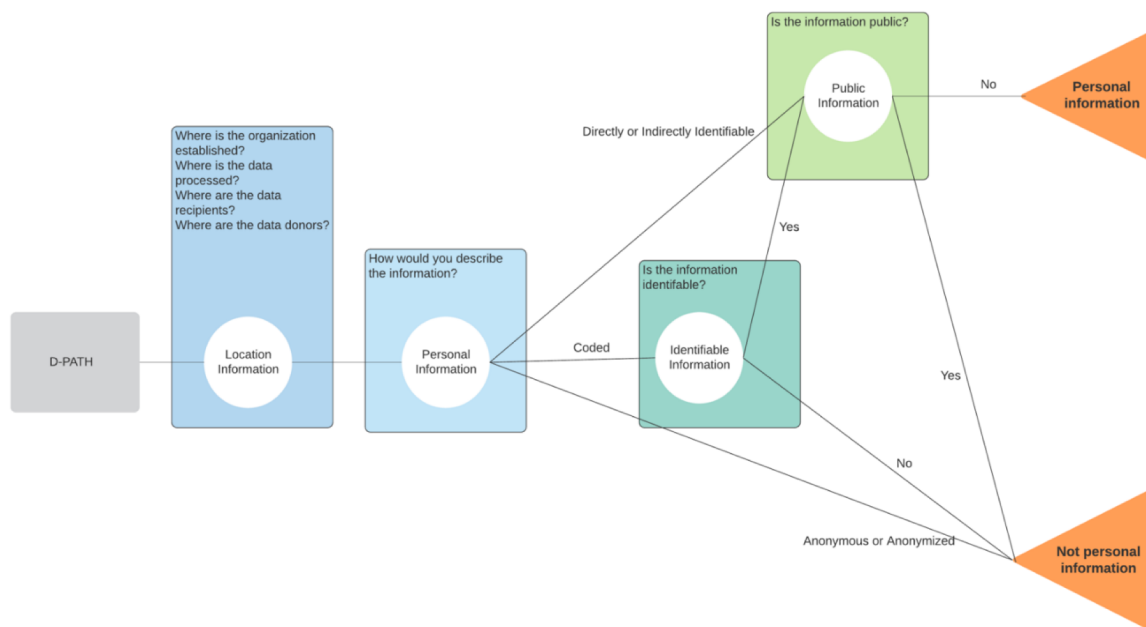 Is the information public?
Public
Information
No
Personal
information
Directly or Indirectly Identifiable
Where is the organization
established?
Where is the data
processed?
Where are the data
recipients?
Where are the data donors?
Yes
How would you describe
the information?
Is the information
identifable?
D-PATH
Location
Information
Personal
Information
Coded
Identifiable
Information
Yes
No
Anonymous or Anonymized
Not personal
information